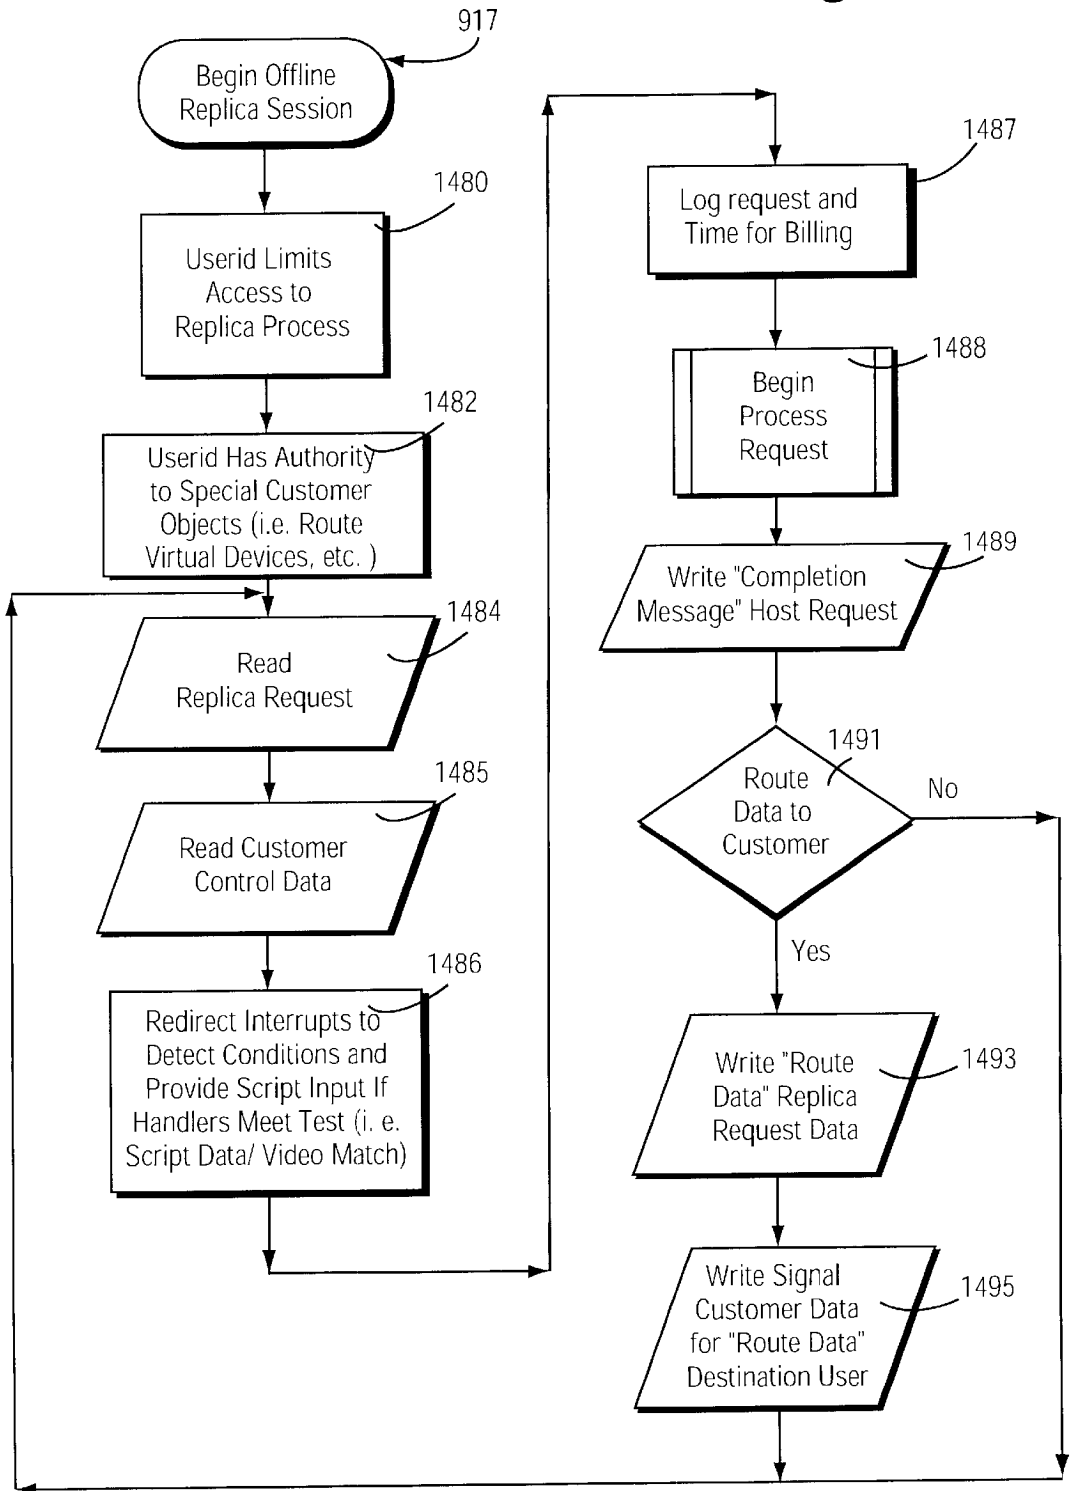 917
Begin Offline
Replica Session
1480
Userid Limits
Access to
Replica Process
1482
Userid Has Authority
to Special Customer
Objects (i.e. Route
Virtual Devices, etc. )
1484
Read
Replica Request
1485
Read Customer
Control Data
1486
Redirect Interrupts to
Detect Conditions and
Provide Script Input If
Handlers Meet Test (i. e.
Script Data/ Video Match)
1487
Log request and
Time for Billing
1488
Begin
Process
Request
1489
Write "Completion
Message" Host Request
1491
Route
Data to
Customer
No
Yes
1493
Write "Route
Data" Replica
Request Data
1495
Write Signal
Customer Data
for "Route Data"
Destination User